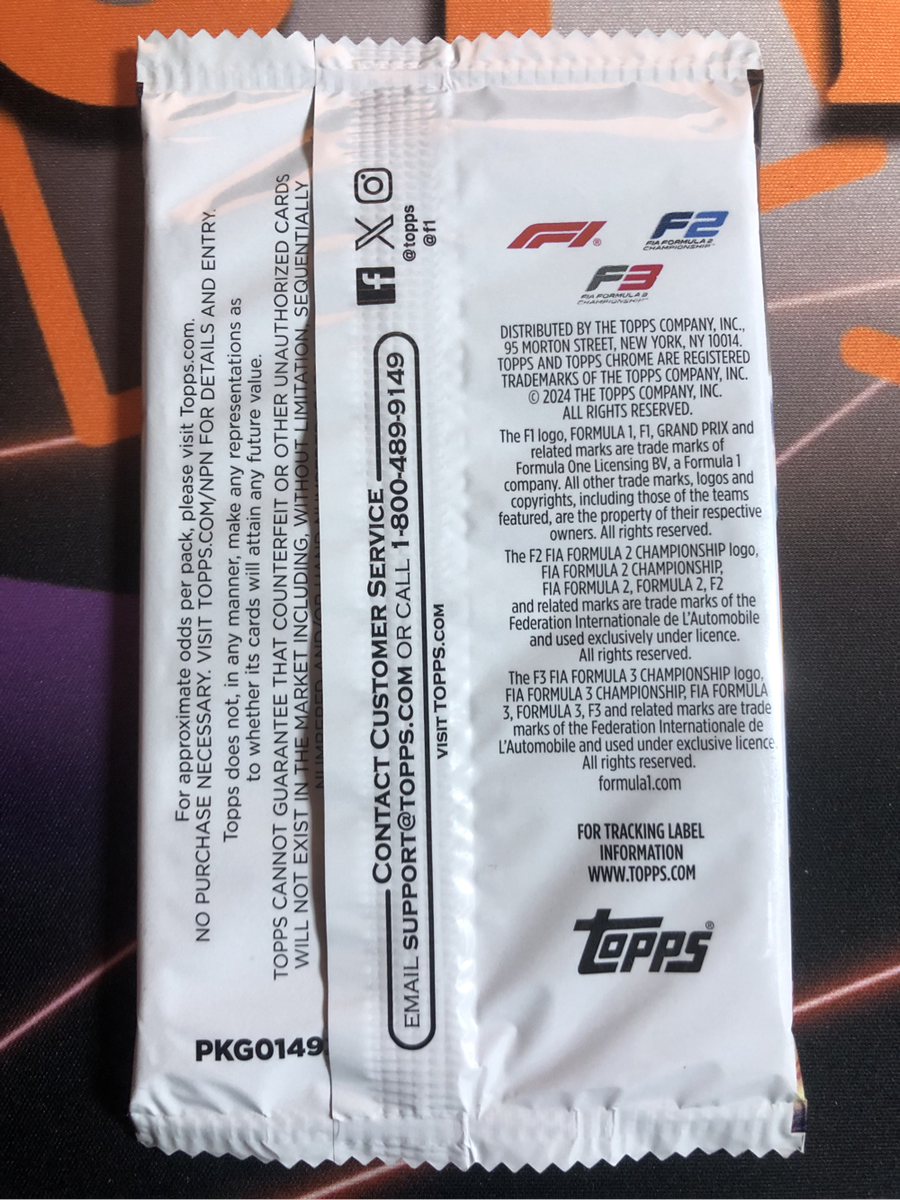 For approximate odds per pack, please visit Topps.com.
NO PURCHASE NECESSARY. VISIT TOPPS.COM/NPN FOR DETAILS AND ENTRY.
Topps does not, in any manner, make any representations as
to whether its cards will attain any future value.
TOPPS CANNOT GUARANTEE THAT COUNTERFEIT OR OTHER UNAUTHORIZED CARDS
WILL NOT EXIST IN THE MARKET INCLUDING, WITHOUT LIMITATION, SEQUENTIALLY
PKG0149
@topps
@f1
CONTACT CUSTOMER SERVICE
EMAIL SUPPORT@TOPPS.COM OR CALL 1-800-489-9149
VISIT TOPPS.COM
F1®
F2
FIA FORMULA 2
CHAMPIONSHIP™
F3
FIA FORMULA 3
CHAMPIONSHIP™
DISTRIBUTED BY THE TOPPS COMPANY, INC.,
95 MORTON STREET, NEW YORK, NY 10014.
TOPPS AND TOPPS CHROME ARE REGISTERED
TRADEMARKS OF THE TOPPS COMPANY, INC.
© 2024 THE TOPPS COMPANY, INC.
ALL RIGHTS RESERVED.
The F1 logo, FORMULA 1, F1, GRAND PRIX and
related marks are trade marks of
Formula One Licensing BV, a Formula 1
company. All other trade marks, logos and
copyrights, including those of the teams
featured, are the property of their respective
owners. All rights reserved.
The F2 FIA FORMULA 2 CHAMPIONSHIP logo,
FIA FORMULA 2 CHAMPIONSHIP,
FIA FORMULA 2, FORMULA 2, F2
and related marks are trade marks of the
Federation Internationale de L'Automobile
and used exclusively under licence.
All rights reserved.
The F3 FIA FORMULA 3 CHAMPIONSHIP logo,
FIA FORMULA 3 CHAMPIONSHIP, FIA FORMULA
3, FORMULA 3, F3 and related marks are trade
marks of the Federation Internationale de
L'Automobile and used under exclusive licence.
All rights reserved.
formula1.com
FOR TRACKING LABEL
INFORMATION
WWW.TOPPS.COM
topps®